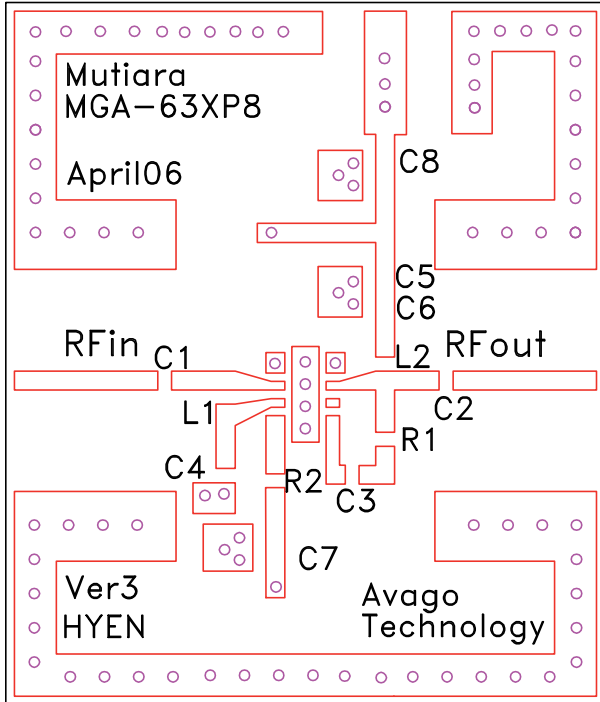 Mutiara
MGA-63XP8
April06
C8
C5
C6
RFin
C1
L2
RFout
L1
C2
R1
C4
R2
C3
C7
Ver3
HYEN
Avago
Technology